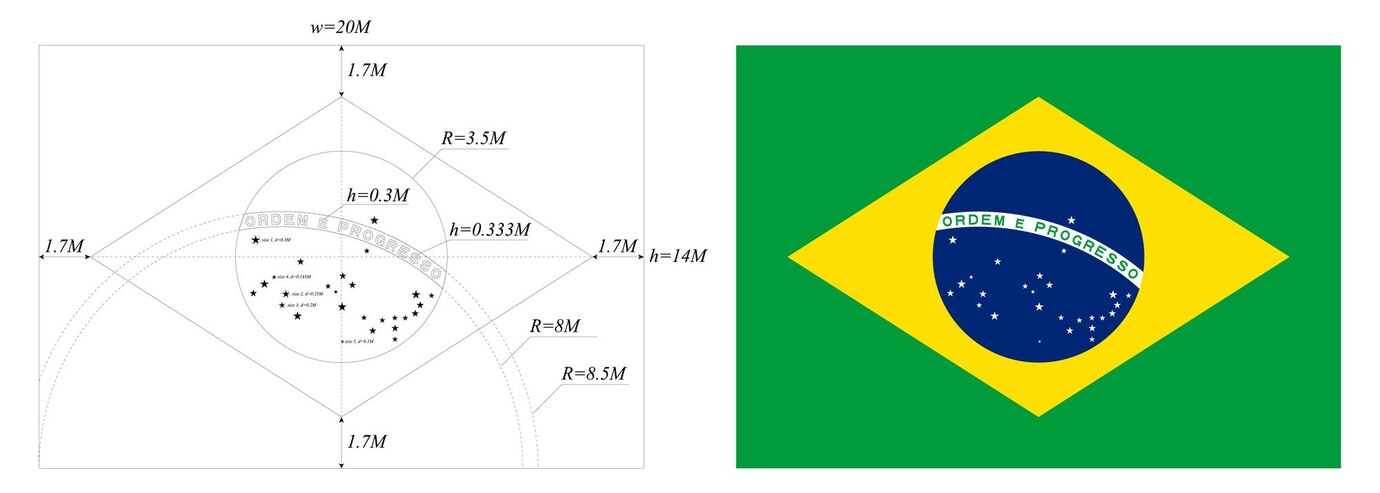 w=20M
1.7M
R=3.5M
h=0.3M
ORDEM E PROGRESSO
h=0.333M
size 1, d=0.3M
1.7M
1.7M
h=14M
size 4, d=0.143M
size 2, d=0.25M
size 3, d=0.2M
size 5, d=0.1M
R=8M
R=8.5M
1.7M
ORDEM E PROGRESSO